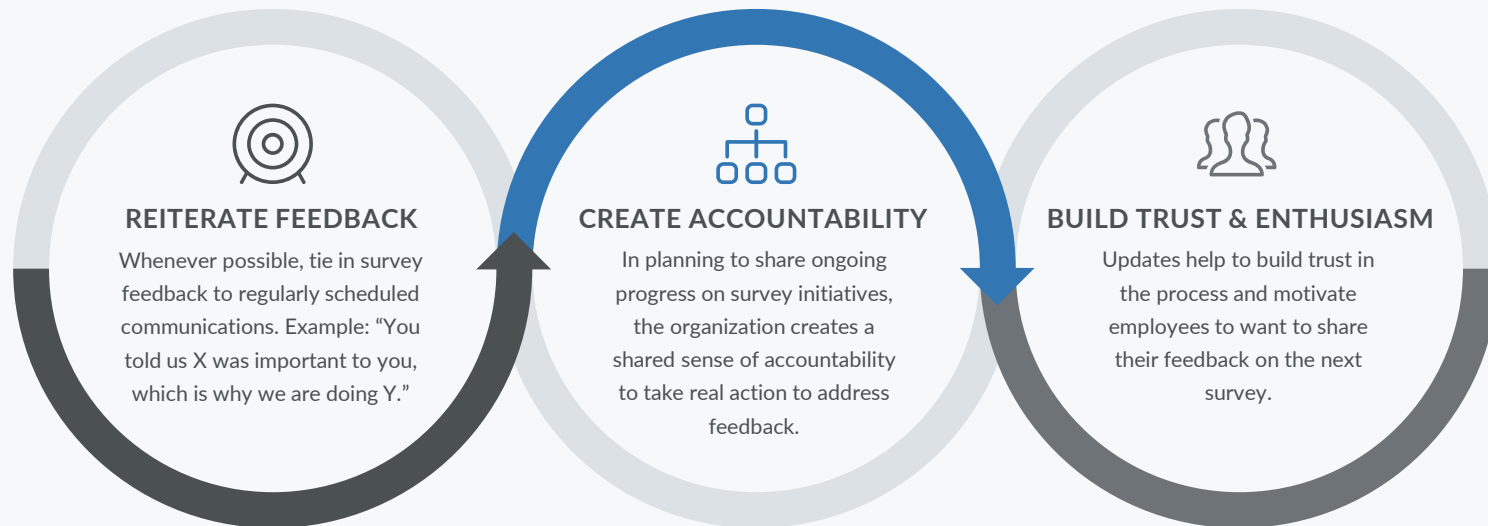 REITERATE FEEDBACK
Whenever possible, tie in survey
feedback to regularly scheduled
communications. Example: “You
told us X was important to you,
which is why we are doing Y.”
CREATE ACCOUNTABILITY
In planning to share ongoing
progress on survey initiatives,
the organization creates a
shared sense of accountability
to take real action to address
feedback.
BUILD TRUST & ENTHUSIASM
Updates help to build trust in
the process and motivate
employees to want to share
their feedback on the next
survey.